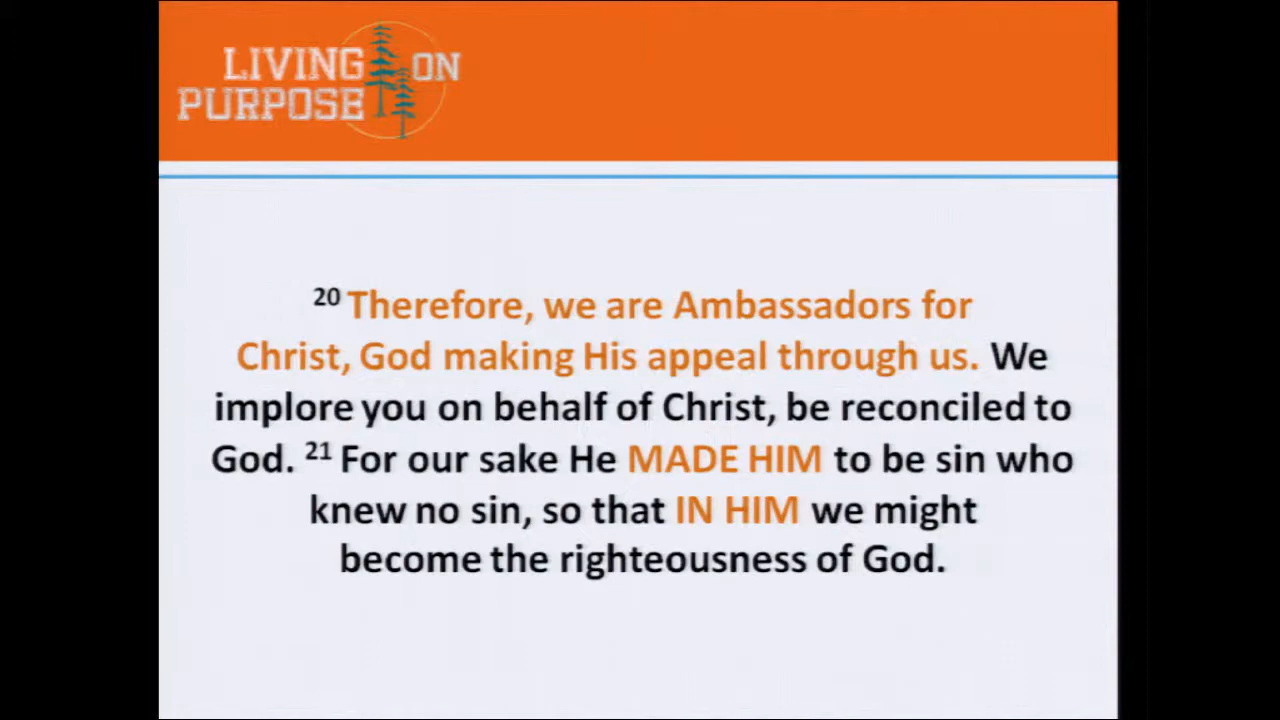 LIVING ON
PURPOSE
20 Therefore, we are Ambassadors for
Christ, God making His appeal through us. We
implore you on behalf of Christ, be reconciled to
God. 21 For our sake He MADE HIM to be sin who
knew no sin, so that IN HIM we might
become the righteousness of God.